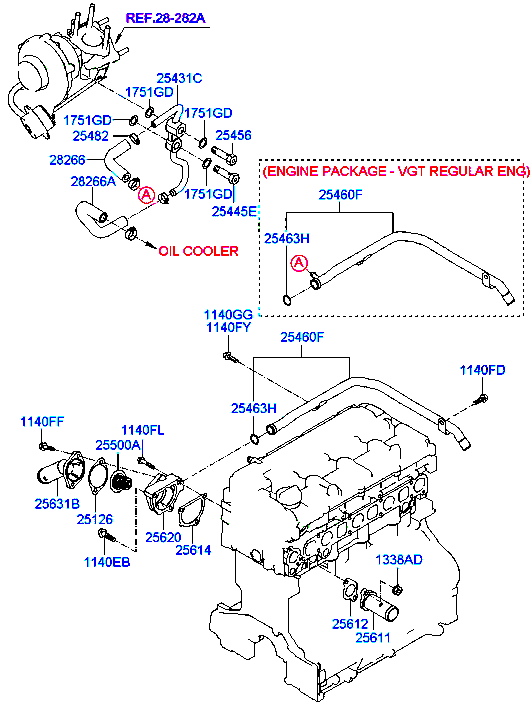 REF.28-282A
25431C
1751GD
1751GD
1751GD
25482
25456
28266
(ENGINE PACKAGE - VGT REGULAR ENG)
28266A
A
1751GD
25460F
25445E
25463H
OIL COOLER
A
1140GG
1140FY
25460F
1140FD
25463H
1140FF
1140FL
25500A
25631B
25126
25620
25614
1140EB
1338AD
25612
25611